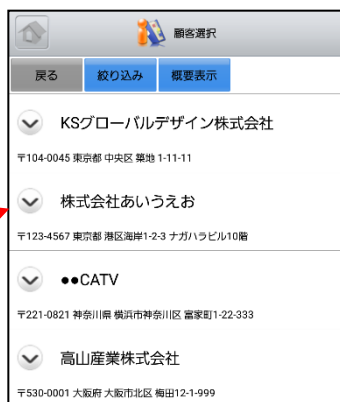 顧客選択
戻る 絞り込み 概要表示
KSグローバルデザイン株式会社
〒104-0045 東京都 中央区 築地 1-11-11
株式会社あいうえお
〒123-4567 東京都 港区海岸1-2-3 ナガハラビル10階
●●CATV
〒221-0821 神奈川県 横浜市神奈川区 富家町1-22-333
高山産業株式会社
〒530-0001 大阪府 大阪市北区 梅田12-1-999